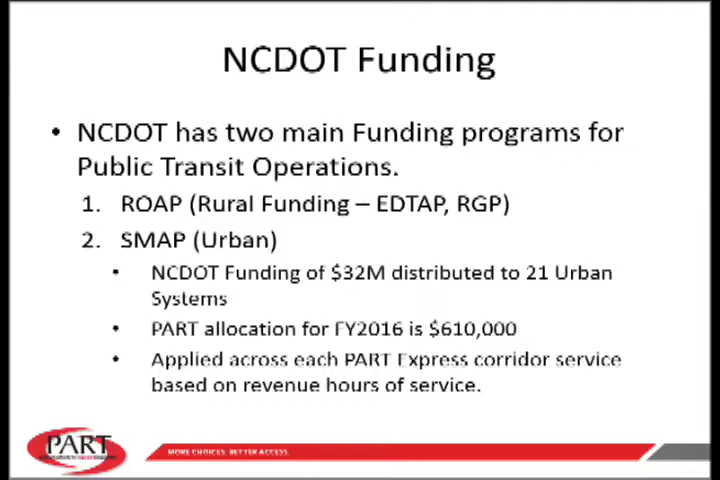 NCDOT Funding
• NCDOT has two main Funding programs for
Public Transit Operations.
1. ROAP (Rural Funding – EDTAP, RGP)
2. SMAP (Urban)
• NCDOT Funding of $32M distributed to 21 Urban
Systems
• PART allocation for FY2016 is $610,000
• Applied across each PART Express corridor service
based on revenue hours of service.
PART
MORE CHOICES. BETTER ACCESS.